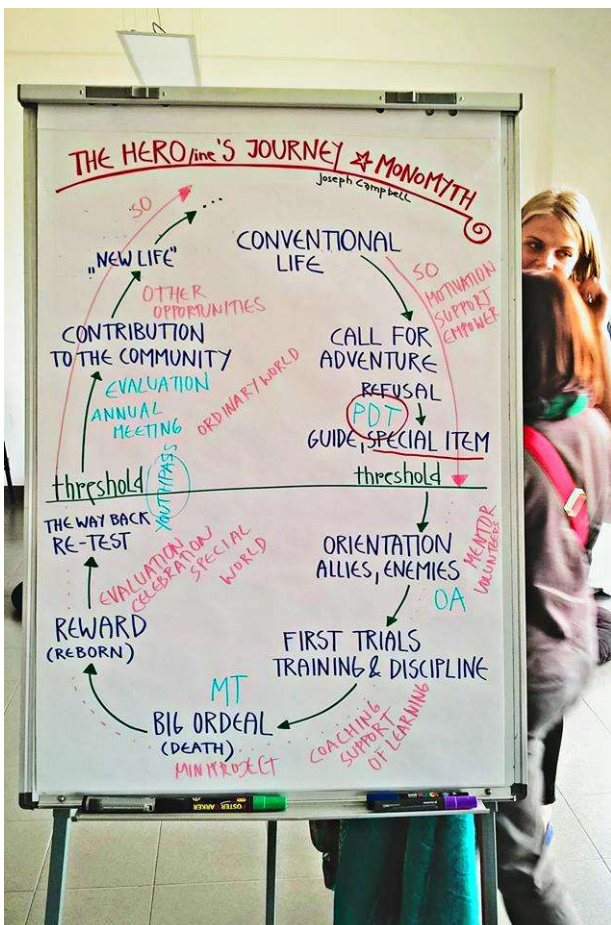 THE HERO/ine'S JOURNEY ☆ MONOMYTH
Joseph Campbell
SO
...
„NEW LIFE"
CONVENTIONAL
LIFE
SO
MOTIVATION
SUPPORT
EMPOWER
OTHER
OPPORTUNITIES
CALL FOR
ADVENTURE
CONTRIBUTION
TO THE COMMUNITY
ORDINARY WORLD
REFUSAL
PDT
GUIDE, SPECIAL ITEM
EVALUATION
ANNUAL
MEETING
threshold
YOUTHPASS
threshold
THE WAY BACK
RE-TEST
ORIENTATION
ALLIES, ENEMIES
MENTOR
VOLUNTEERS
OA
EVALUATION
CELEBRATION
SPECIAL
WORLD
REWARD
(REBORN)
FIRST TRIALS
TRAINING & DISCIPLINE
MT
BIG ORDEAL
(DEATH)
MINIPROJECT
COACHING
SUPPORT
OF LEARNING